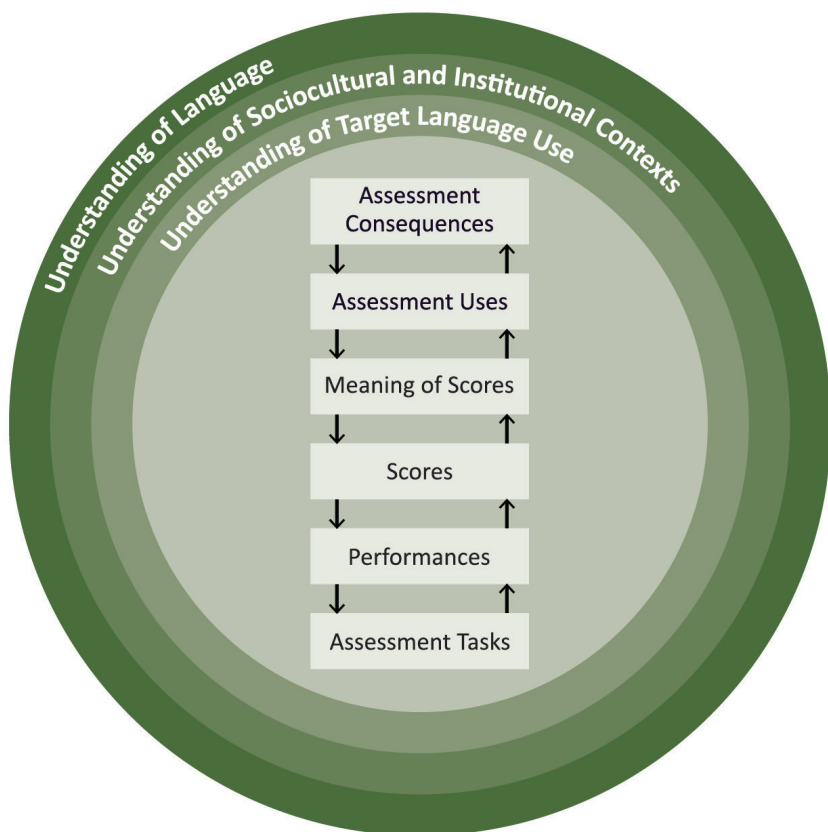 Understanding of Language
Understanding of Sociocultural and Institutional Contexts
Understanding of Target Language Use
Assessment
Consequences
Assessment Uses
Meaning of Scores
Scores
Performances
Assessment Tasks